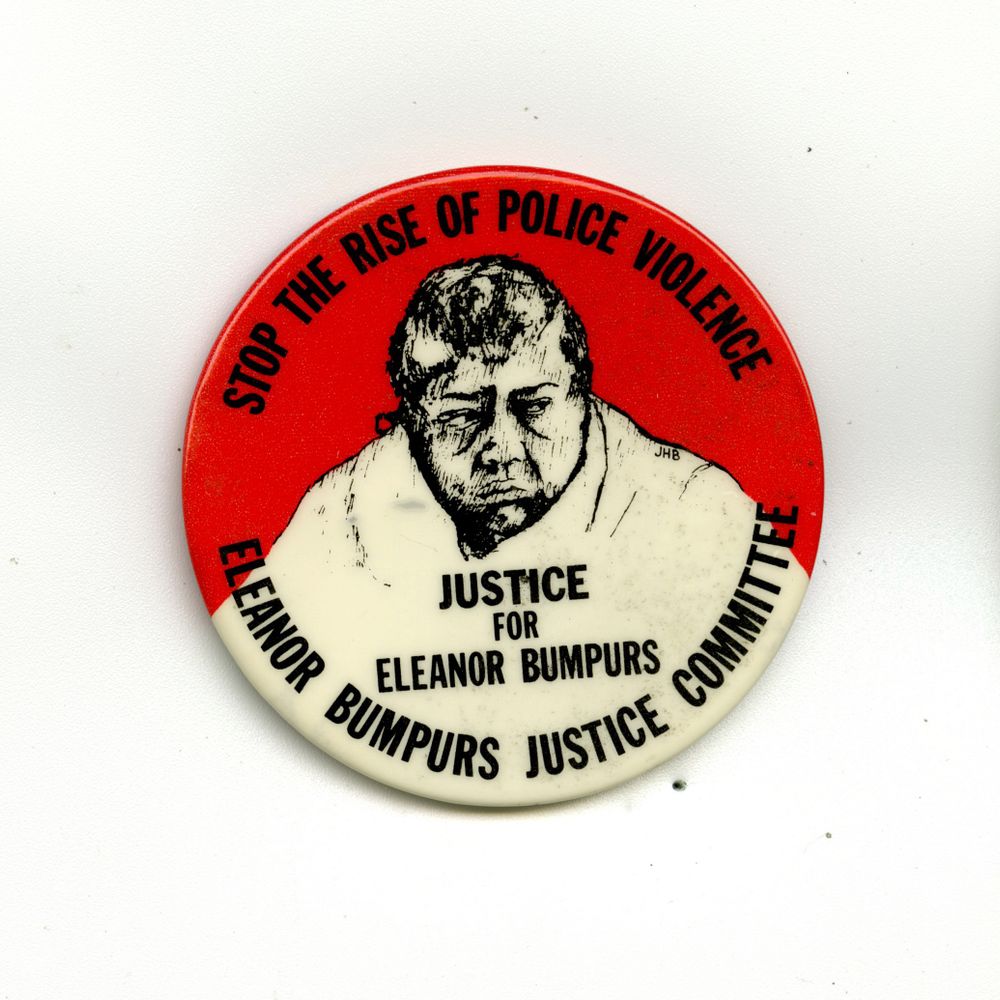 STOP THE RISE OF POLICE VIOLENCE
JHB
JUSTICE
FOR
ELEANOR BUMPURS
ELEANOR BUMPURS JUSTICE COMMITTEE